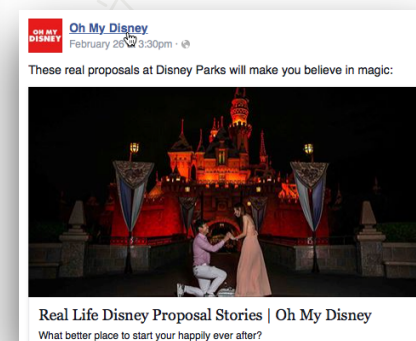 OH MY
DISNEY
Oh My Disney
February 26 at 3:30pm ·
These real proposals at Disney Parks will make you believe in magic:
Real Life Disney Proposal Stories | Oh My Disney
What better place to start your happily ever after?